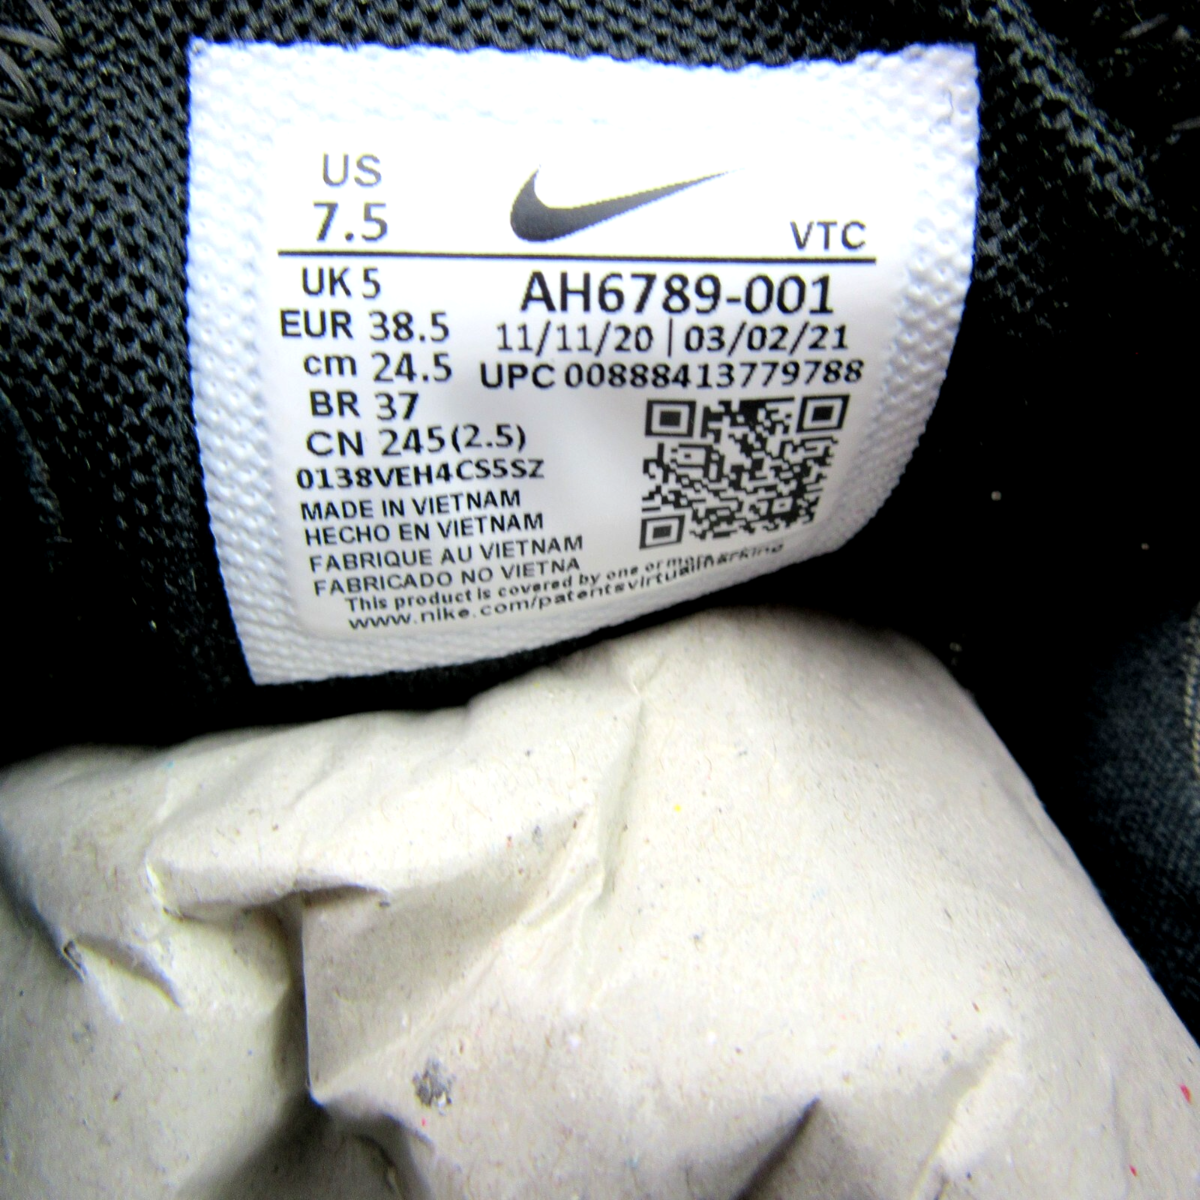 US
7.5
VTC
UK 5
AH6789-001
EUR 38.5
11/11/20 | 03/02/21
cm 24.5
UPC 00888413779788
BR 37
CN 245(2.5)
0138VEH4CS5SZ
MADE IN VIETNAM
HECHO EN VIETNAM
FABRIQUE AU VIETNAM
FABRICADO NO VIETNA
This product is covered by one or more
www.nike.com/patentsvirtualmarking